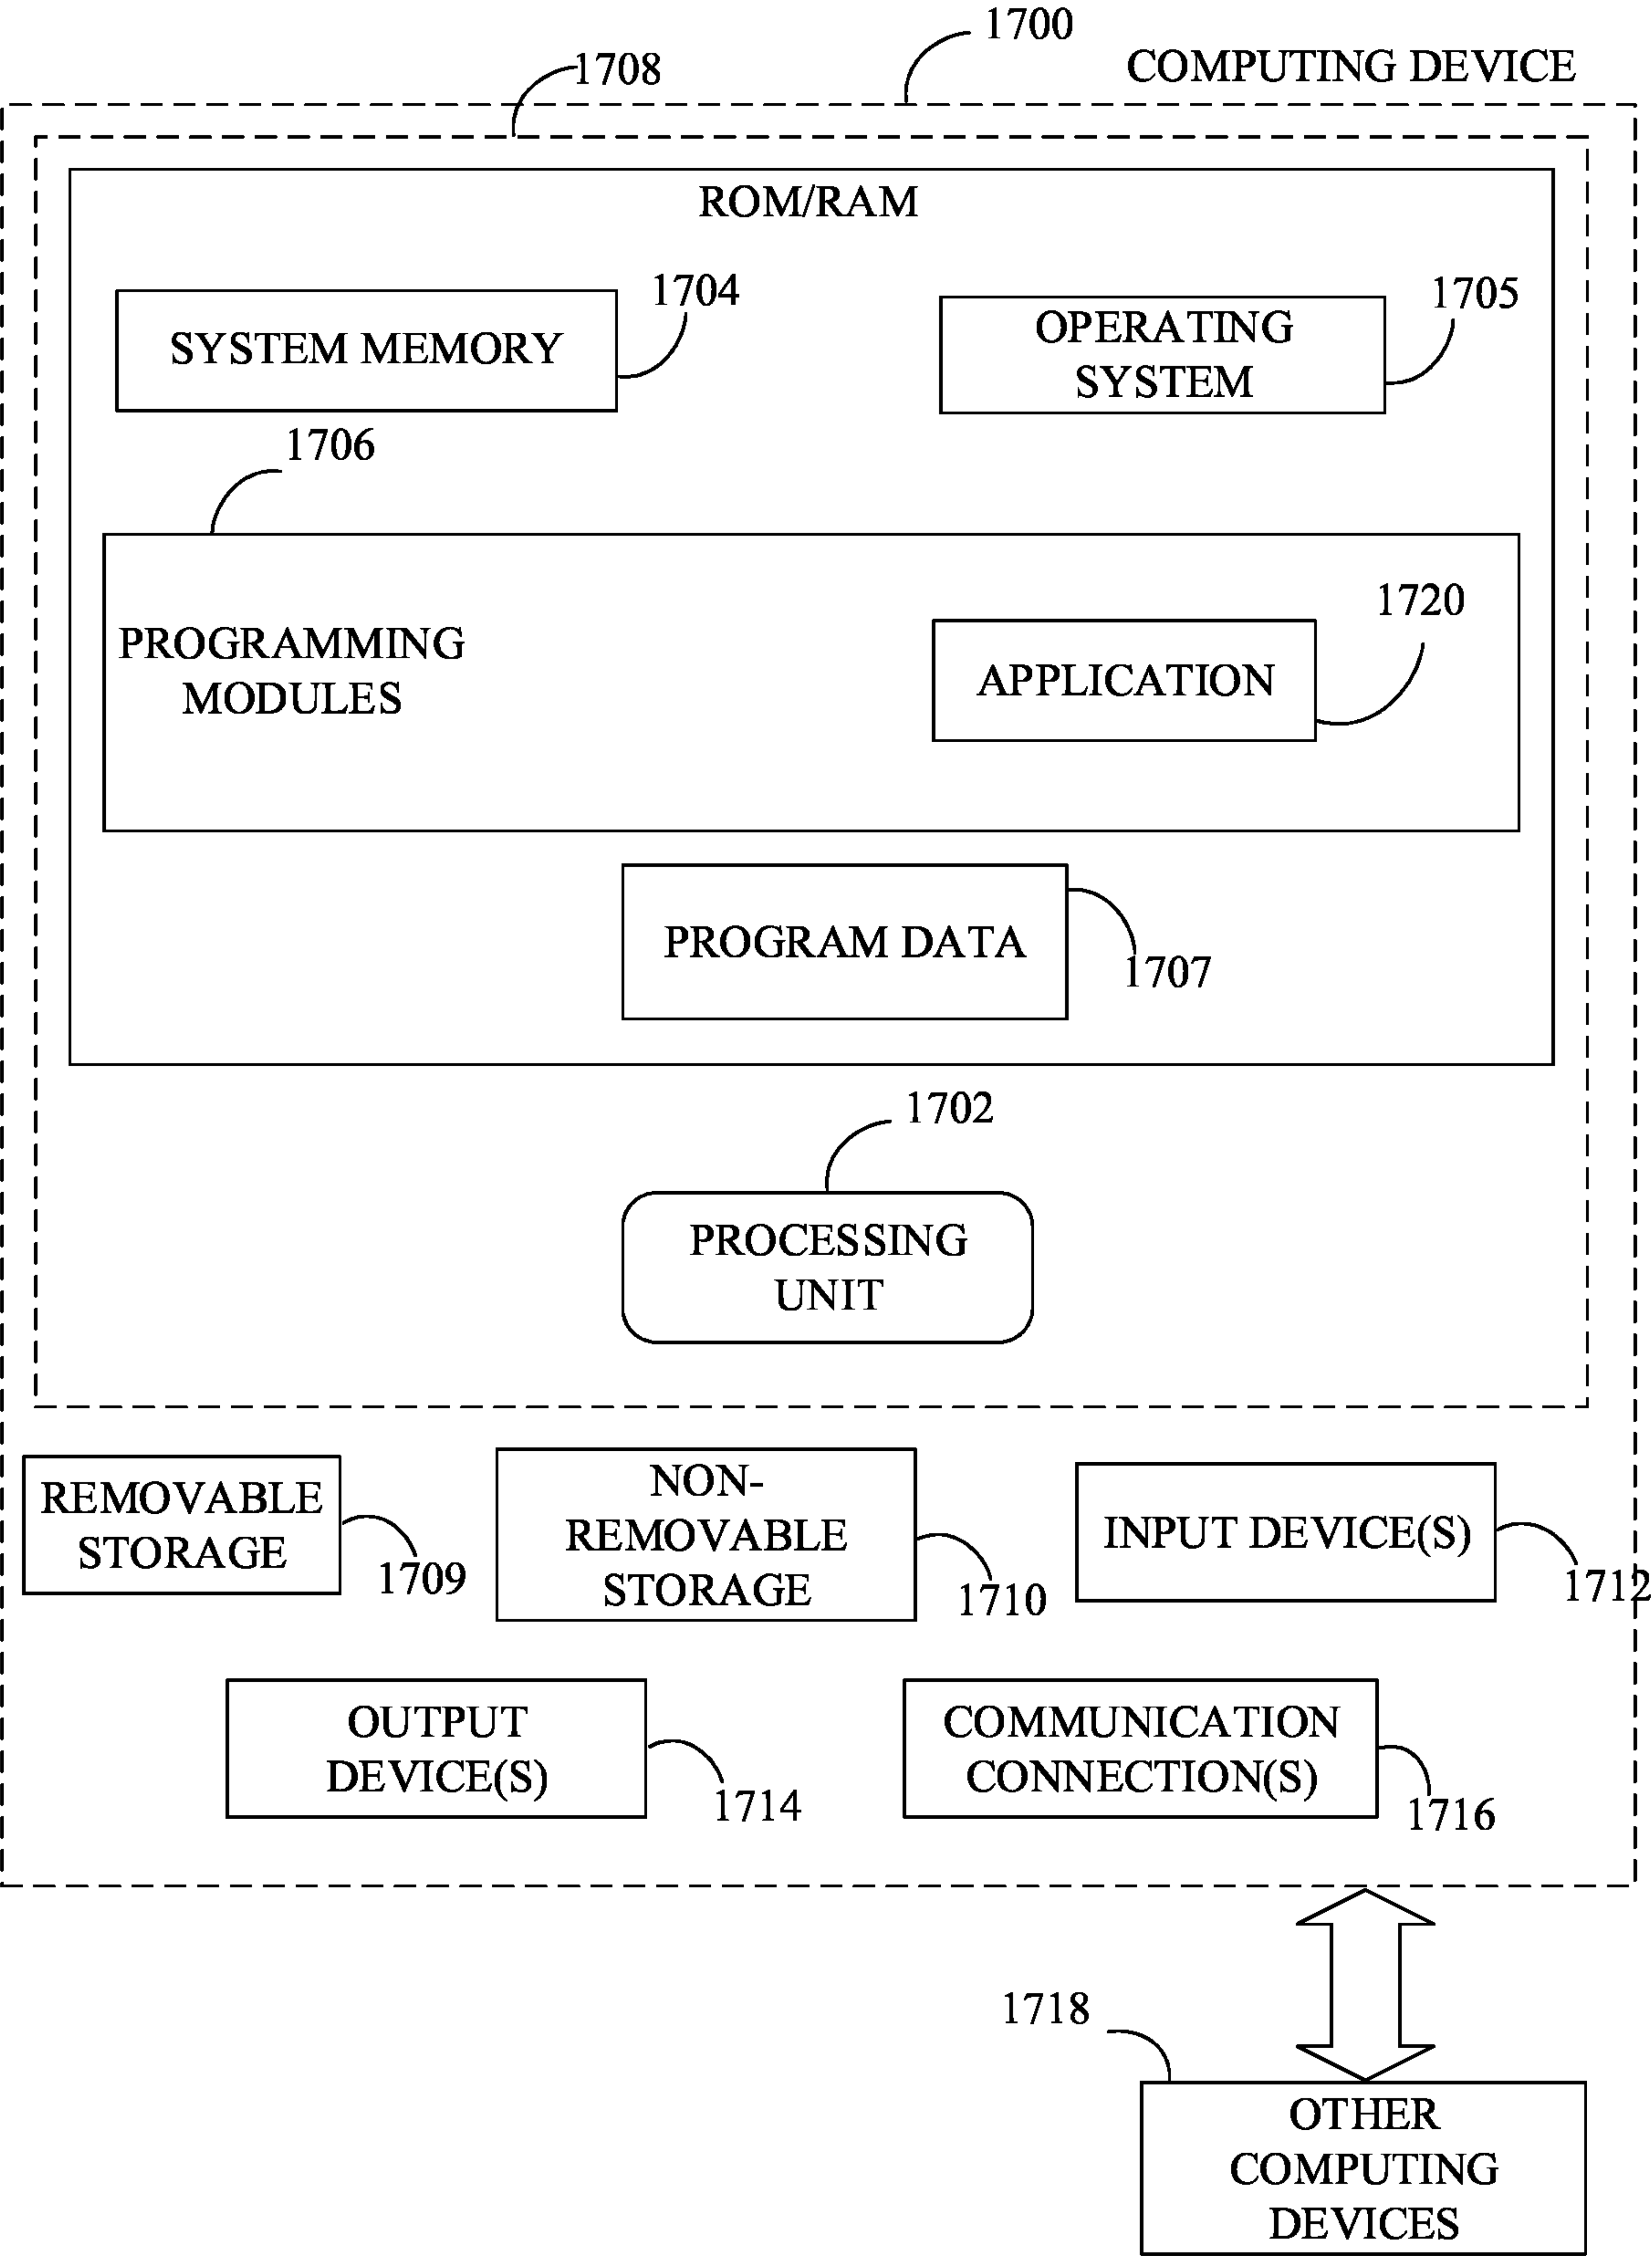 1700
COMPUTING DEVICE
1708
ROM/RAM
1704
SYSTEM MEMORY
1705
OPERATING
SYSTEM
1706
PROGRAMMING
MODULES
1720
APPLICATION
PROGRAM DATA
1707
1702
PROCESSING
UNIT
REMOVABLE
STORAGE
1709
NON-
REMOVABLE
STORAGE
1710
INPUT DEVICE(S)
1712
OUTPUT
DEVICE(S)
1714
COMMUNICATION
CONNECTION(S)
1716
1718
OTHER
COMPUTING
DEVICES